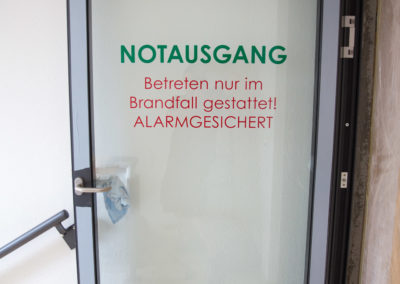 NOTAUSGANG
Betreten nur im
Brandfall gestattet!
ALARMGESICHERT